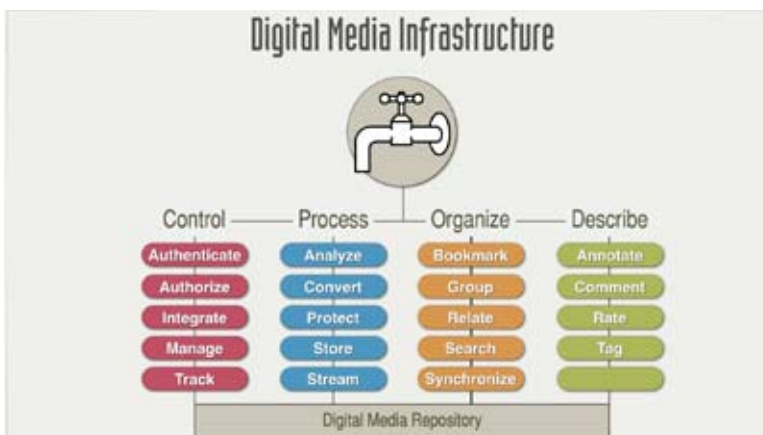 Digital Media Infrastructure
Control Process Organize Describe
Authenticate Analyze Bookmark Annotate
Authorize Convert Group Comment
Integrate Protect Relate Rate
Manage Store Search Tag
Track Stream Synchronize
Digital Media Repository